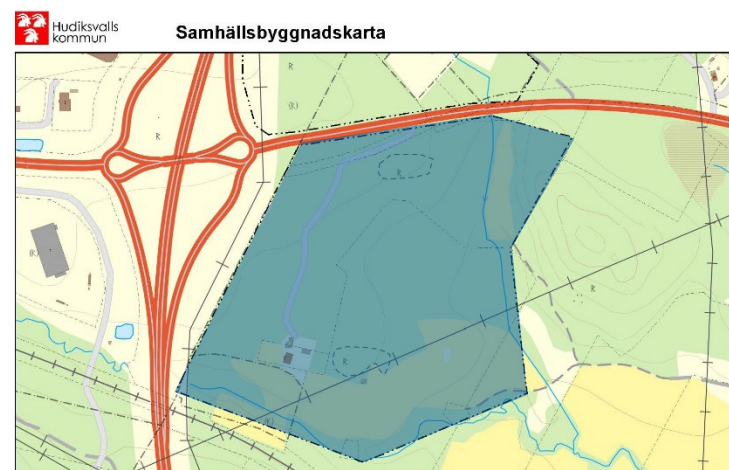 Hudiksvalls
kommun
Samhällsbyggnadskarta
R
(R)
R
R
(R)
R
R
(R)